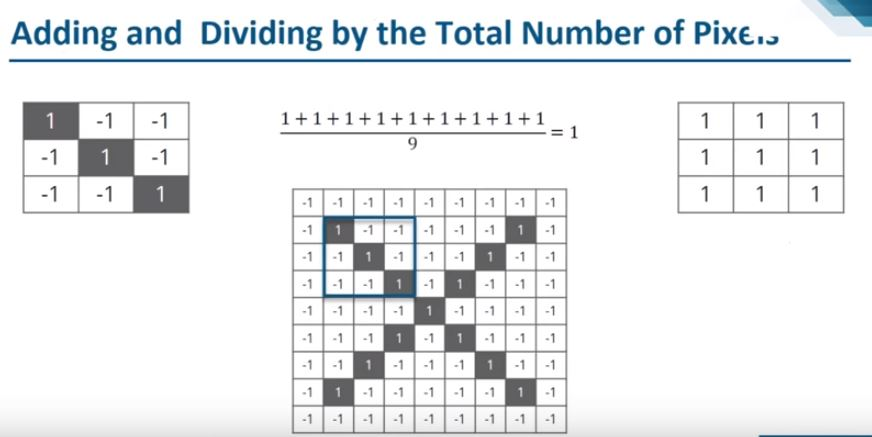 Adding and Dividing by the Total Number of Pixels
1 -1 -1
-1 1 -1
-1 -1 1
1 + 1 + 1 + 1 + 1 + 1 + 1 + 1 + 1
9
= 1
1 1 1
1 1 1
1 1 1
-1 -1 -1 -1 -1 -1 -1 -1 -1
-1 1 -1 -1 -1 -1 -1 1 -1
-1 -1 1 -1 -1 -1 1 -1 -1
-1 -1 -1 1 -1 1 -1 -1 -1
-1 -1 -1 -1 1 -1 -1 -1 -1
-1 -1 -1 1 -1 1 -1 -1 -1
-1 -1 1 -1 -1 -1 1 -1 -1
-1 1 -1 -1 -1 -1 -1 1 -1
-1 -1 -1 -1 -1 -1 -1 -1 -1